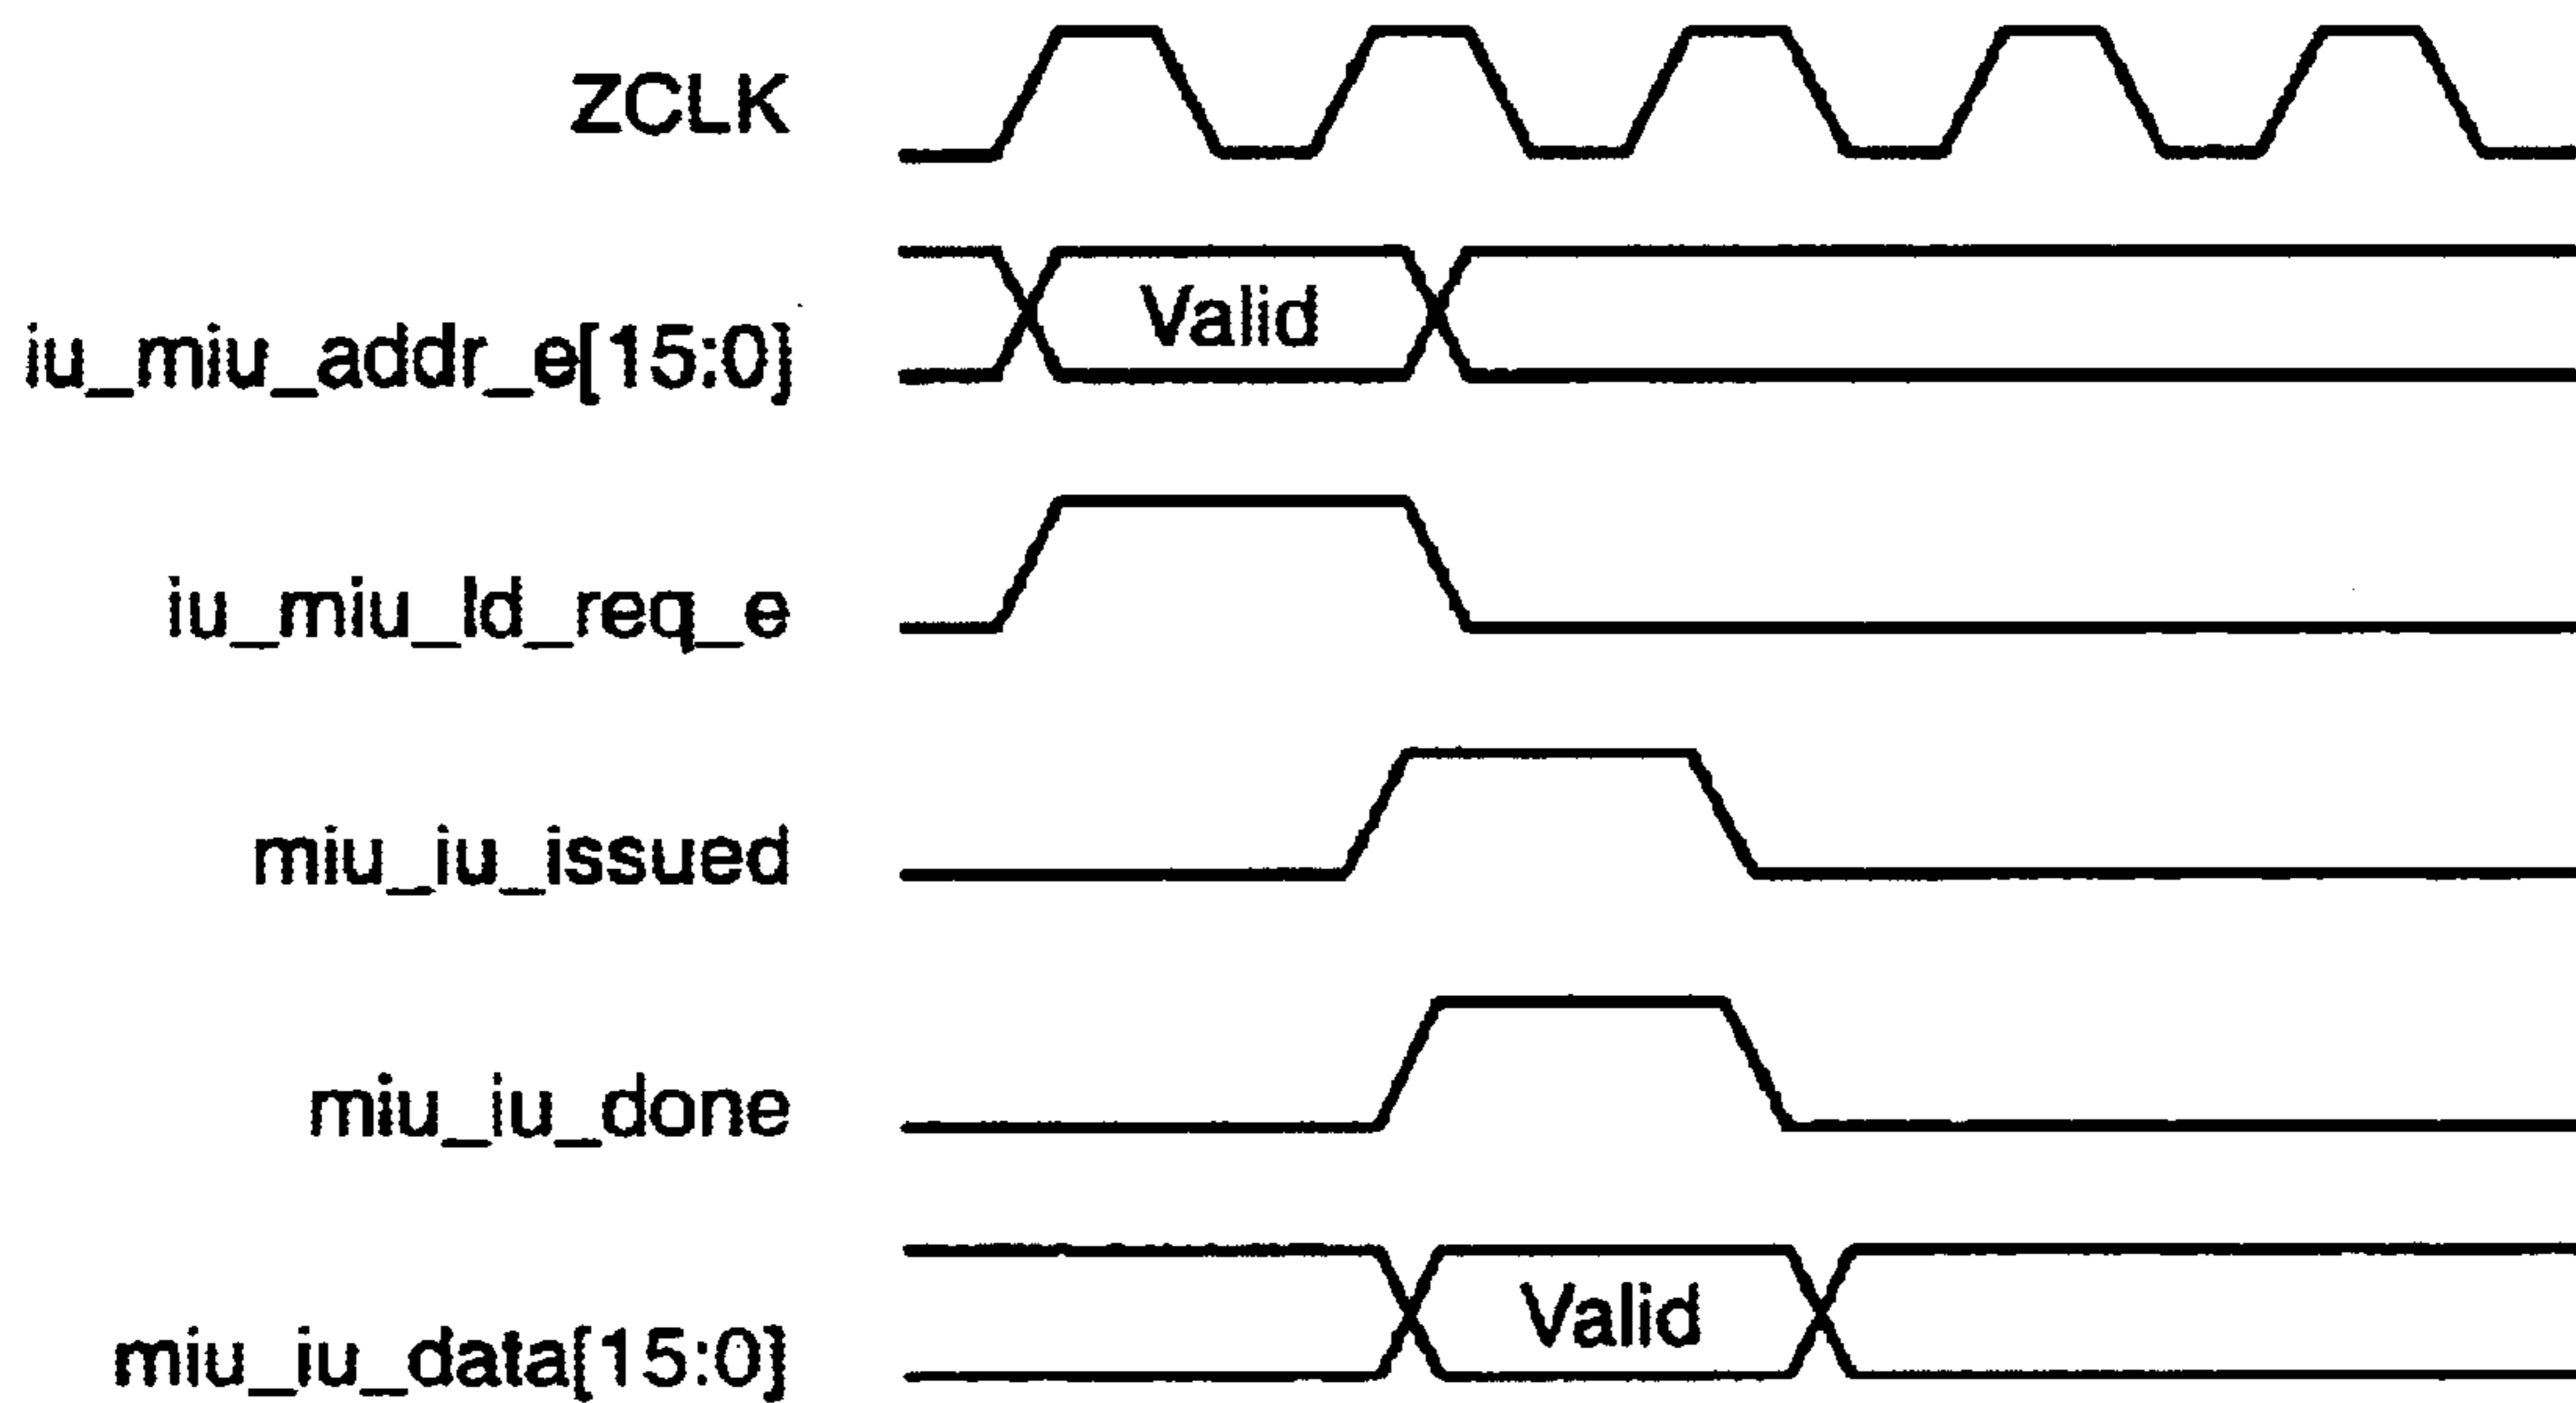 ZCLK
iu_miu_addr_e[15:0]
Valid
iu_miu_ld_req_e
miu_iu_issued
miu_iu_done
miu_iu_data[15:0]
Valid